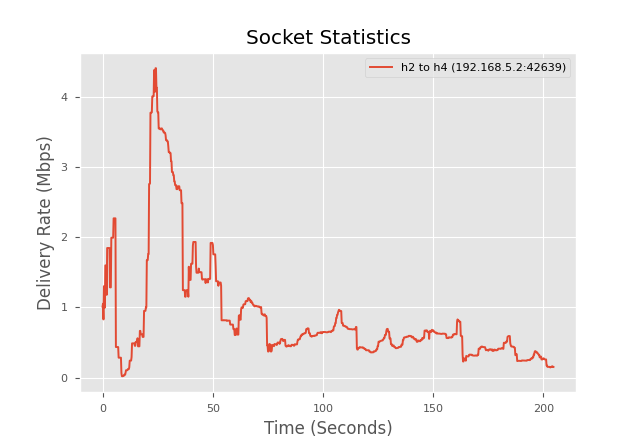 Socket Statistics
h2 to h4 (192.168.5.2:42639)
Delivery Rate (Mbps)
4
3
2
1
0
0 50 100 150 200
Time (Seconds)